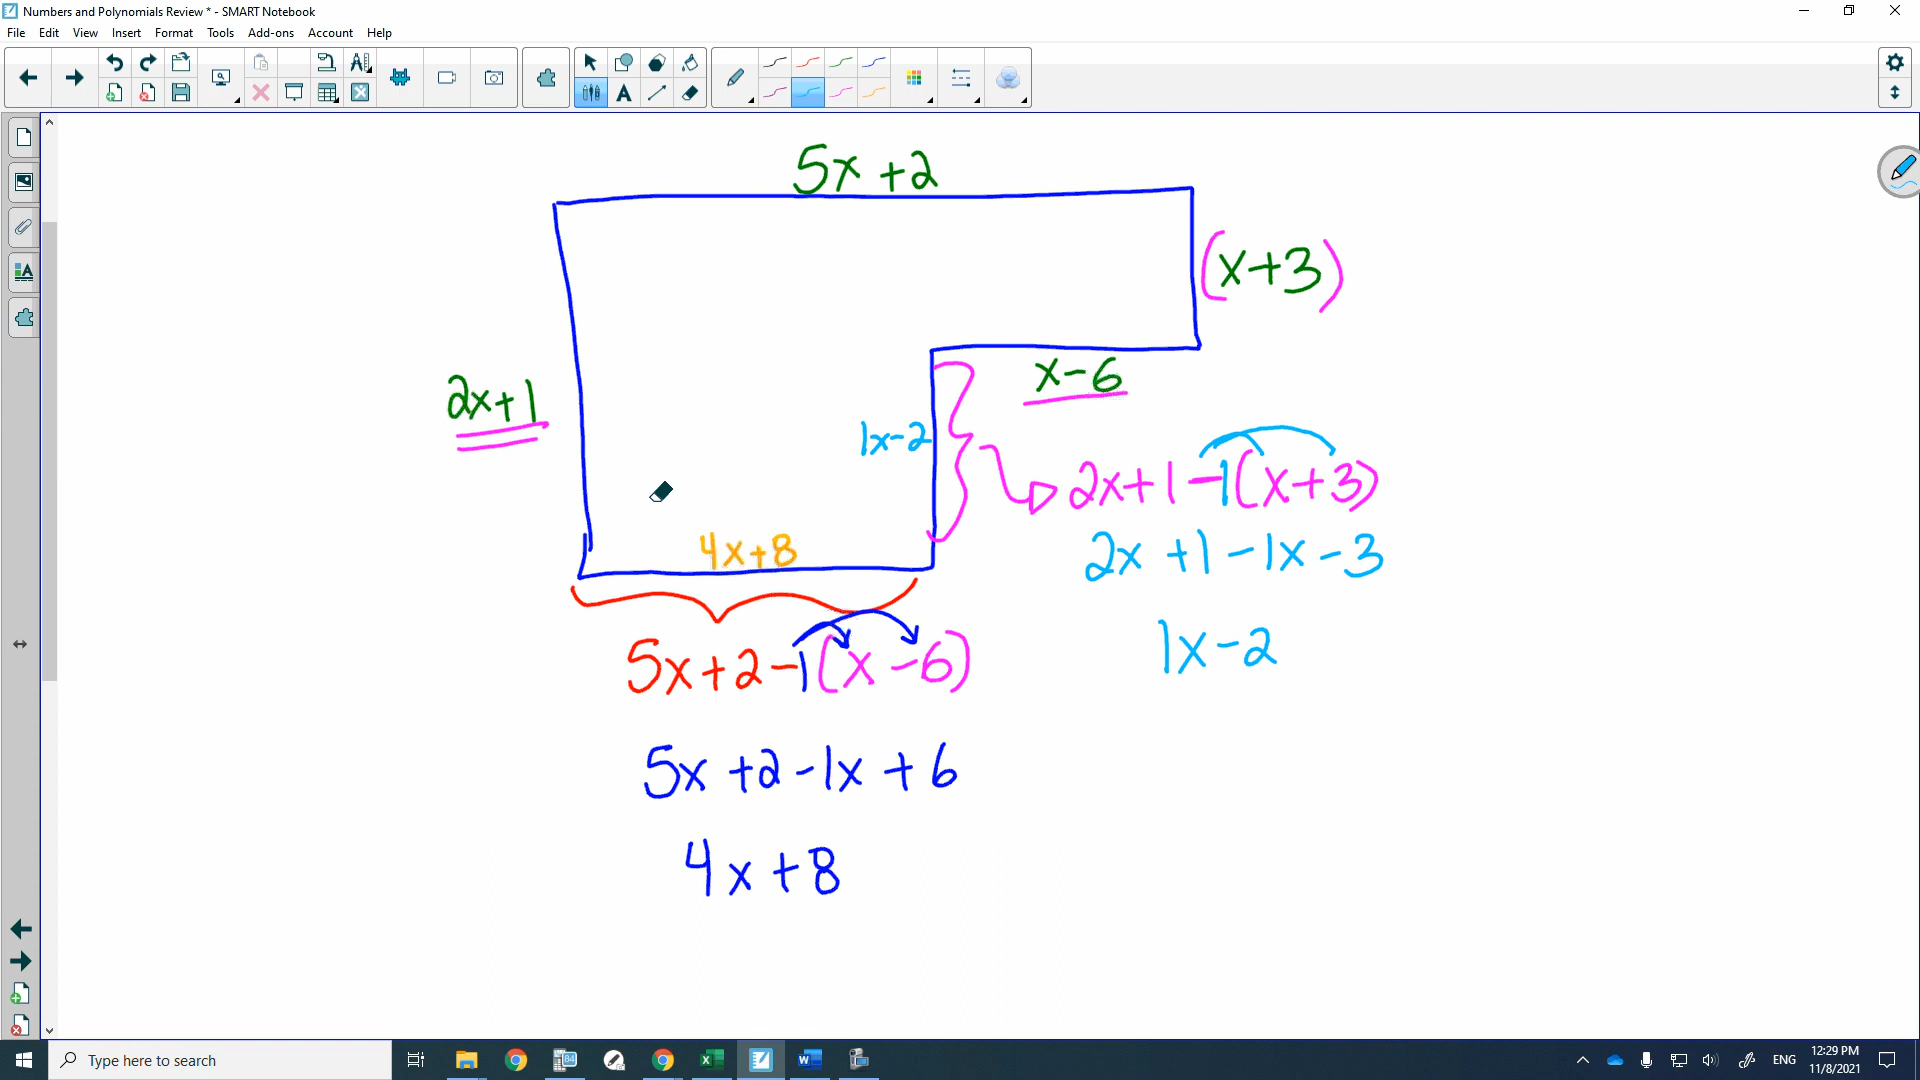 Numbers and Polynomials Review * - SMART Notebook
File Edit View Insert Format Tools Add-ons Account Help
5x +2
(x+3)
x-6
2x+1
1x-2
2x+1-1(x+3)
4x+8
2x +1 -1x -3
5x+2-1(x-6)
1x-2
5x +2-1x +6
4x+8
Type here to search
84
ENG
12:29 PM
11/8/2021